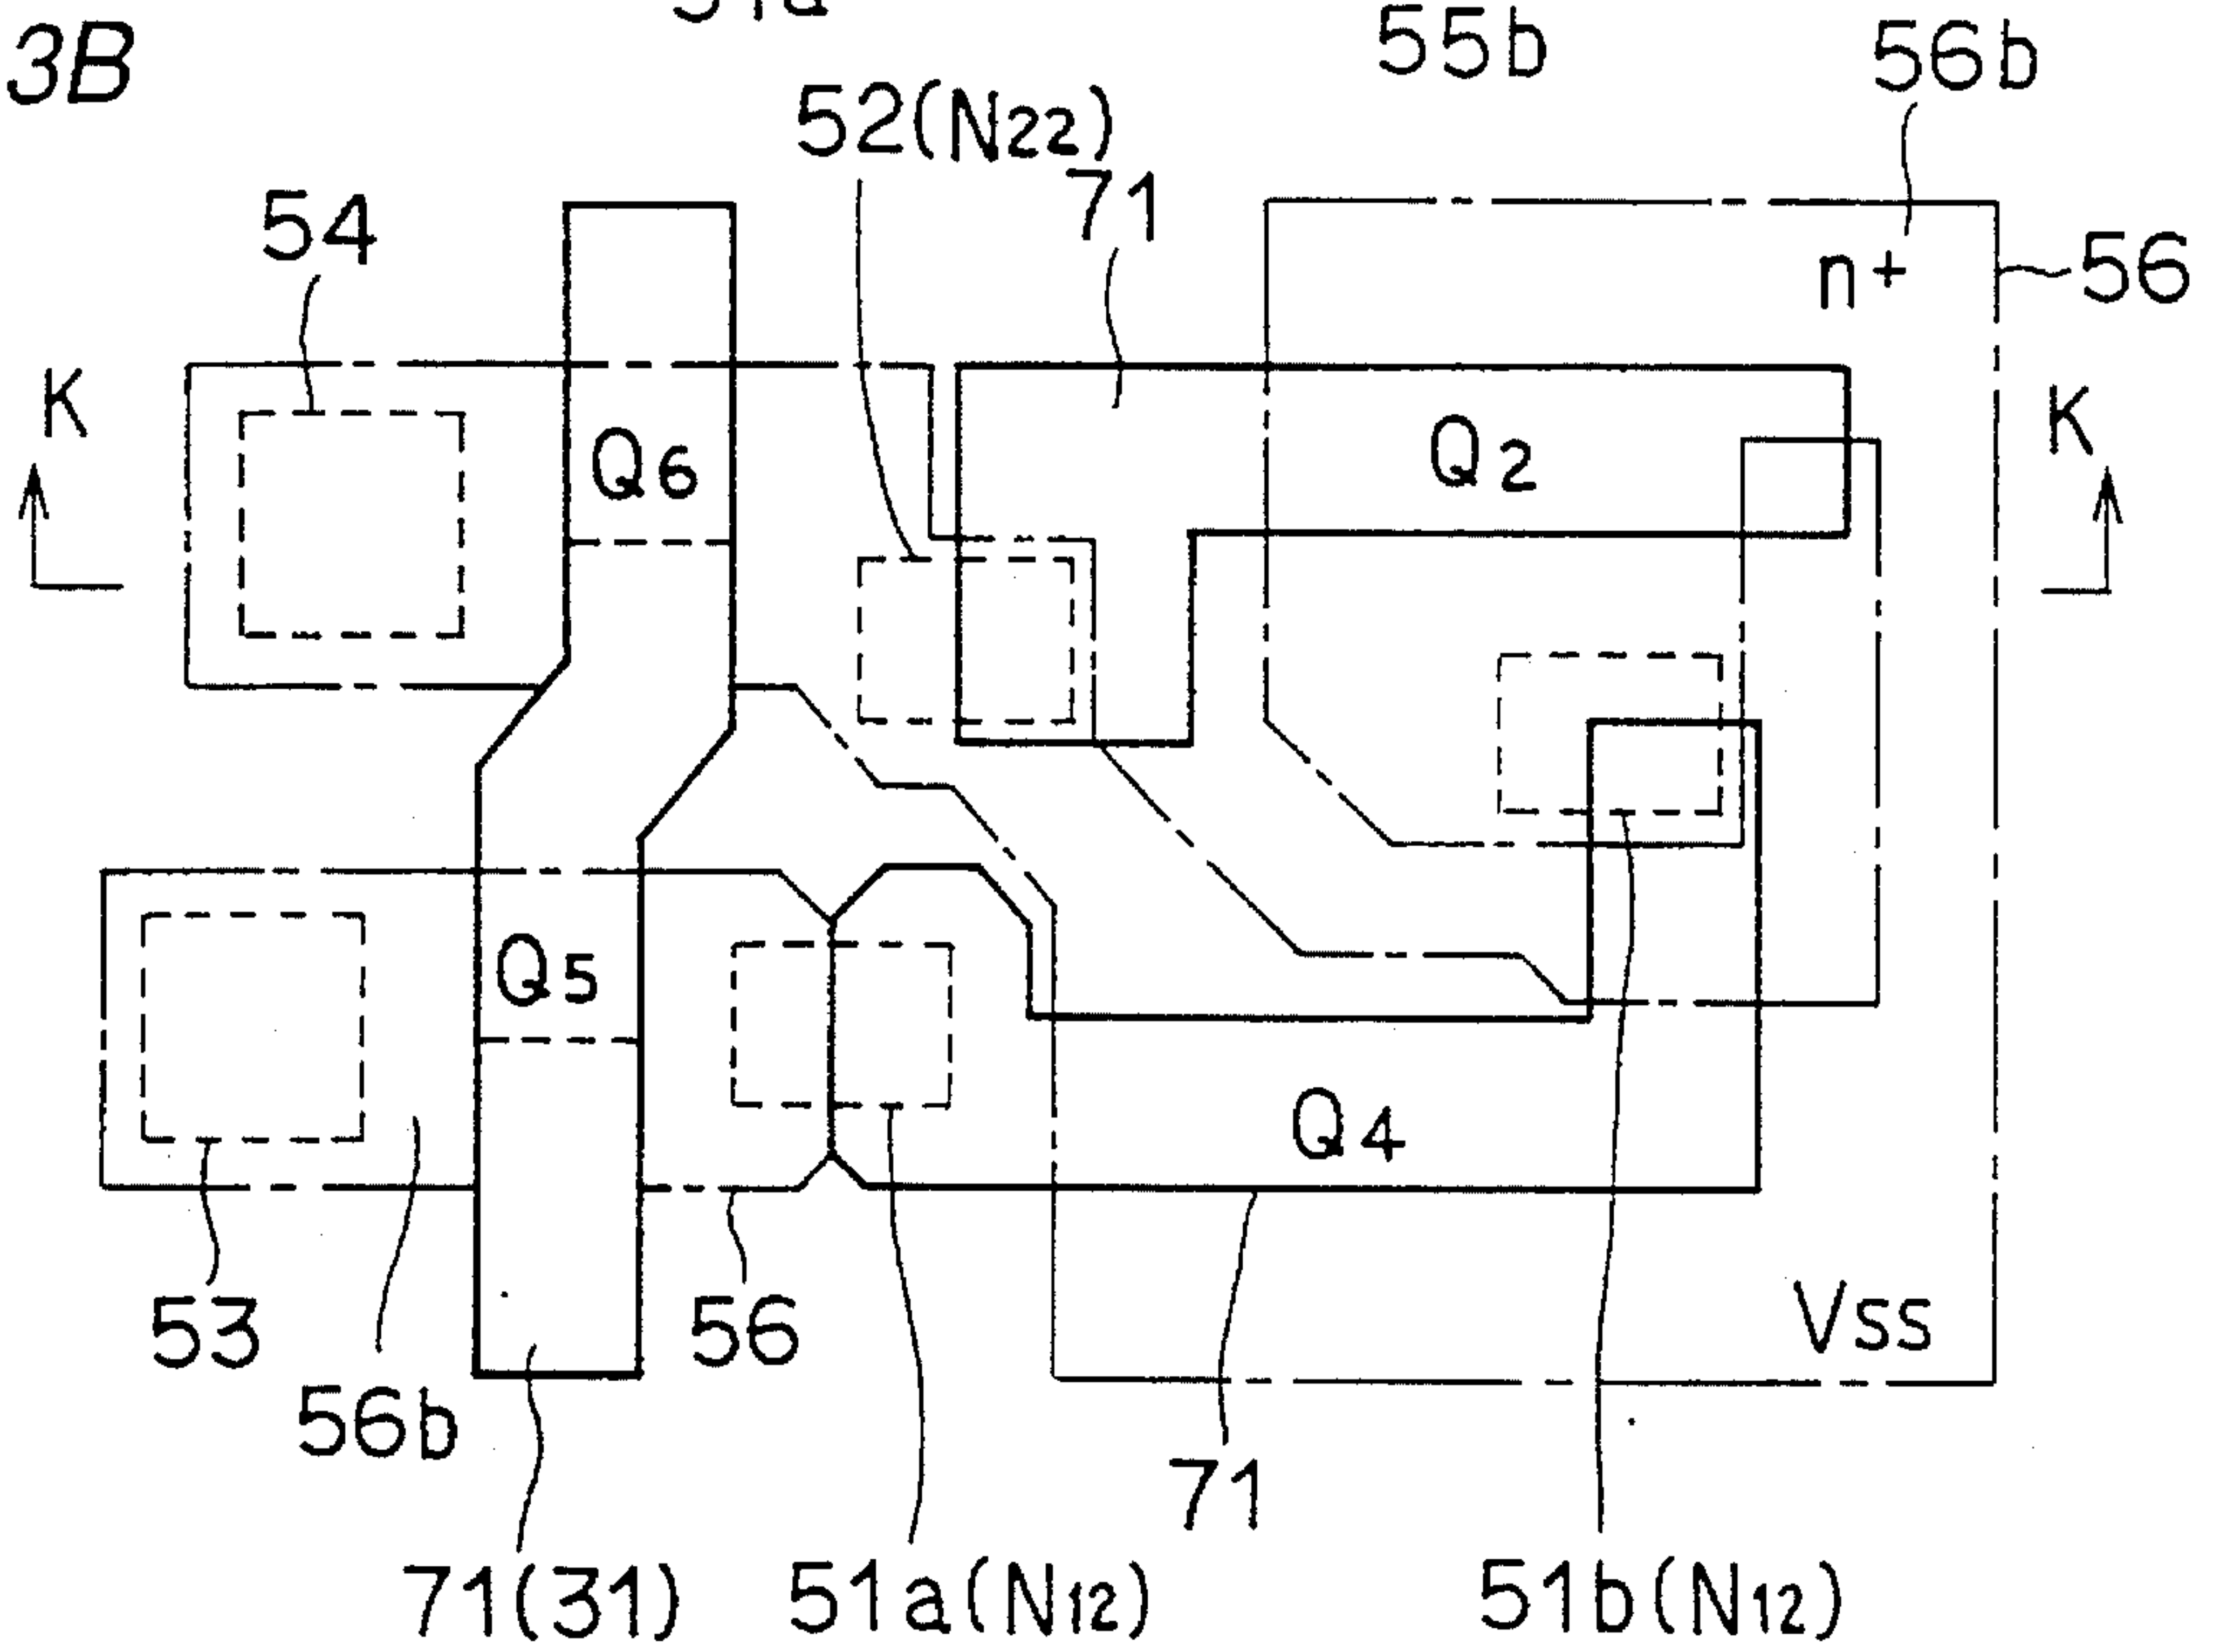 3B
55b
56b
52(N22)
71
54
n+
56
K
K
Q6
Q2
Q5
Q4
53
56
Vss
56b
71
71(31)
51a(N12)
51b(N12)